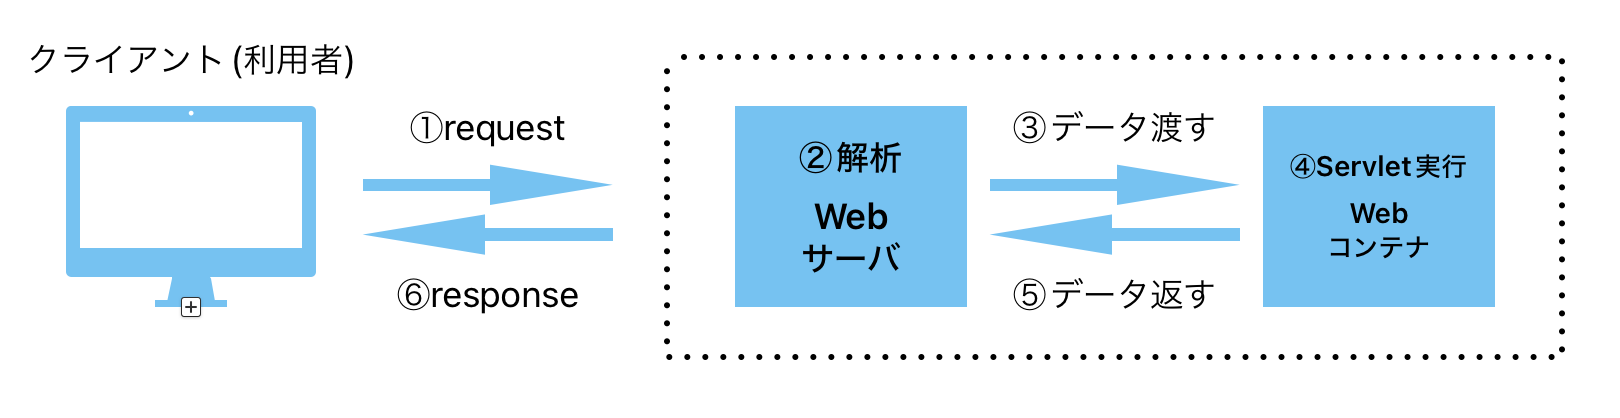 クライアント(利用者)
①request
⑥response
②解析
Web
サーバ
③データ渡す
⑤データ返す
④Servlet実行
Web
コンテナ